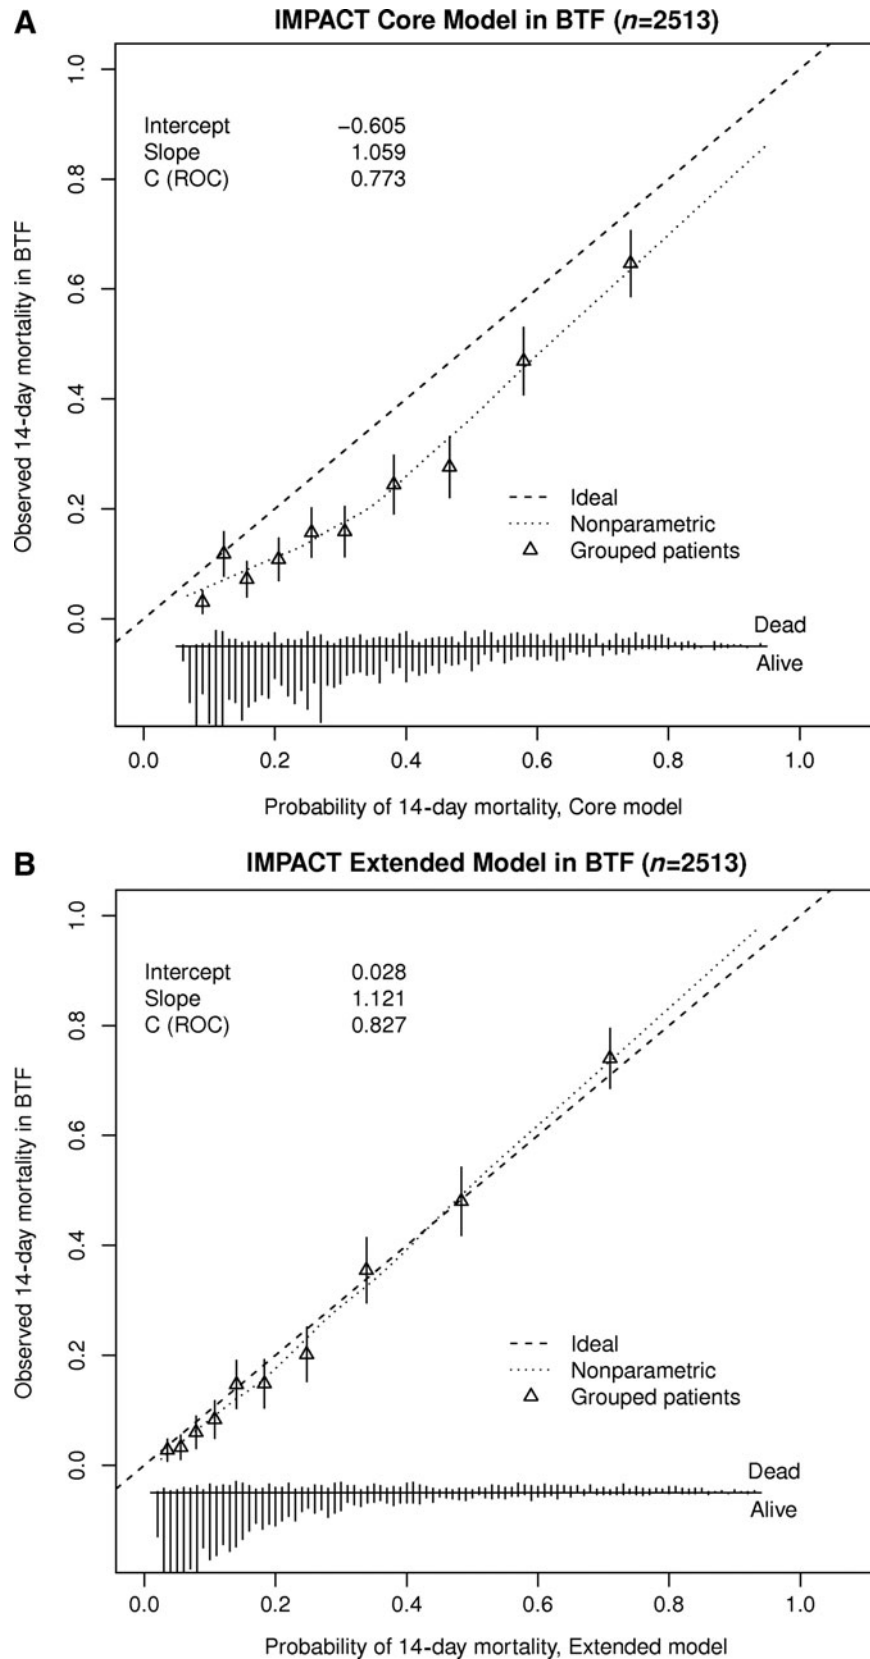 A
IMPACT Core Model in BTF (n=2513)
Intercept −0.605
Slope 1.059
C (ROC) 0.773
Observed 14-day mortality in BTF
1.0
0.8
0.6
0.4
0.2
0.0
Ideal
Nonparametric
Grouped patients
Dead
Alive
0.0 0.2 0.4 0.6 0.8 1.0
Probability of 14-day mortality, Core model
B
IMPACT Extended Model in BTF (n=2513)
Intercept 0.028
Slope 1.121
C (ROC) 0.827
Observed 14-day mortality in BTF
1.0
0.8
0.6
0.4
0.2
0.0
Ideal
Nonparametric
Grouped patients
Dead
Alive
0.0 0.2 0.4 0.6 0.8 1.0
Probability of 14-day mortality, Extended model